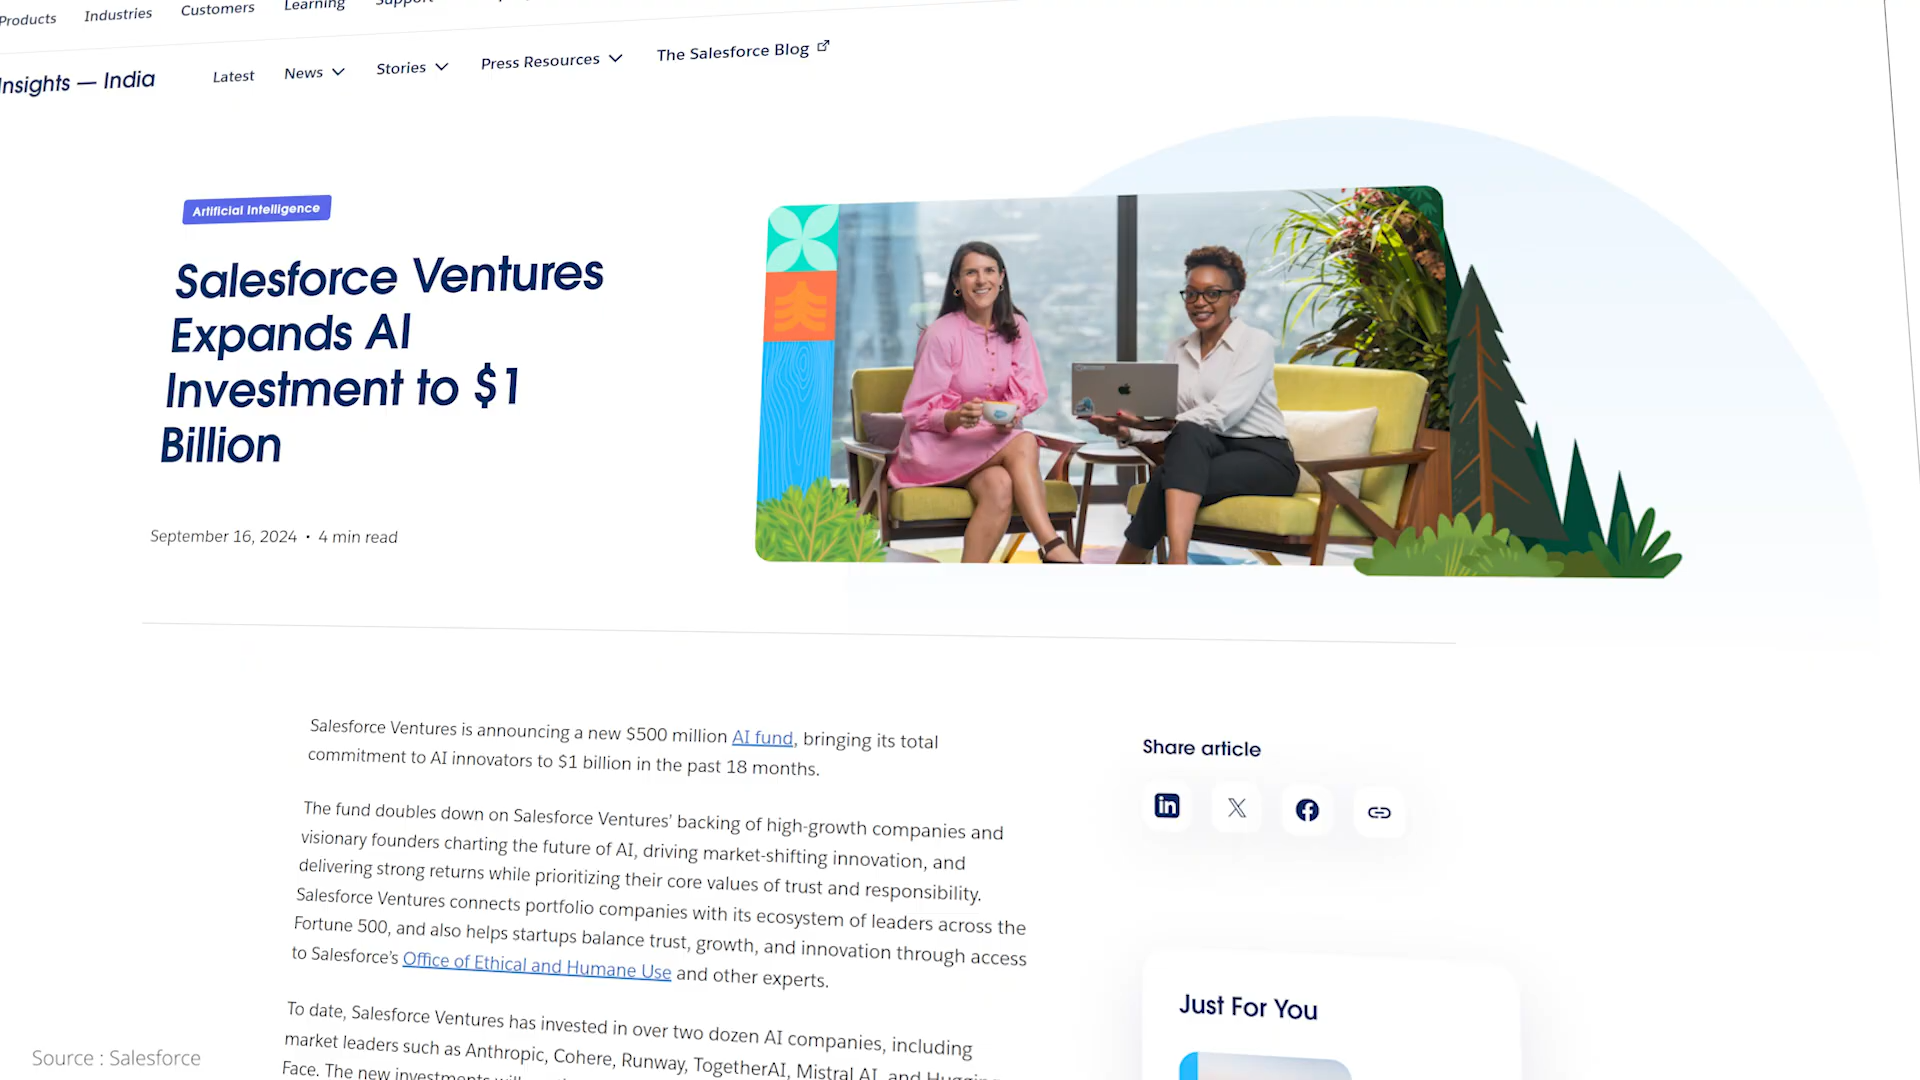 Products Industries Customers Learning Support
Insights — India Latest News Stories Press Resources The Salesforce Blog
Artificial Intelligence
Salesforce Ventures
Expands AI
Investment to $1
Billion
September 16, 2024 • 4 min read
Salesforce Ventures is announcing a new $500 million AI fund, bringing its total
commitment to AI innovators to $1 billion in the past 18 months.
The fund doubles down on Salesforce Ventures’ backing of high-growth companies and
visionary founders charting the future of AI, driving market-shifting innovation, and
delivering strong returns while prioritizing their core values of trust and responsibility.
Salesforce Ventures connects portfolio companies with its ecosystem of leaders across the
Fortune 500, and also helps startups balance trust, growth, and innovation through access
to Salesforce’s Office of Ethical and Humane Use and other experts.
To date, Salesforce Ventures has invested in over two dozen AI companies, including
market leaders such as Anthropic, Cohere, Runway, TogetherAI, Mistral AI, and Hugging
Face. The new investments will
Share article
in X f
Just For You
Source : Salesforce